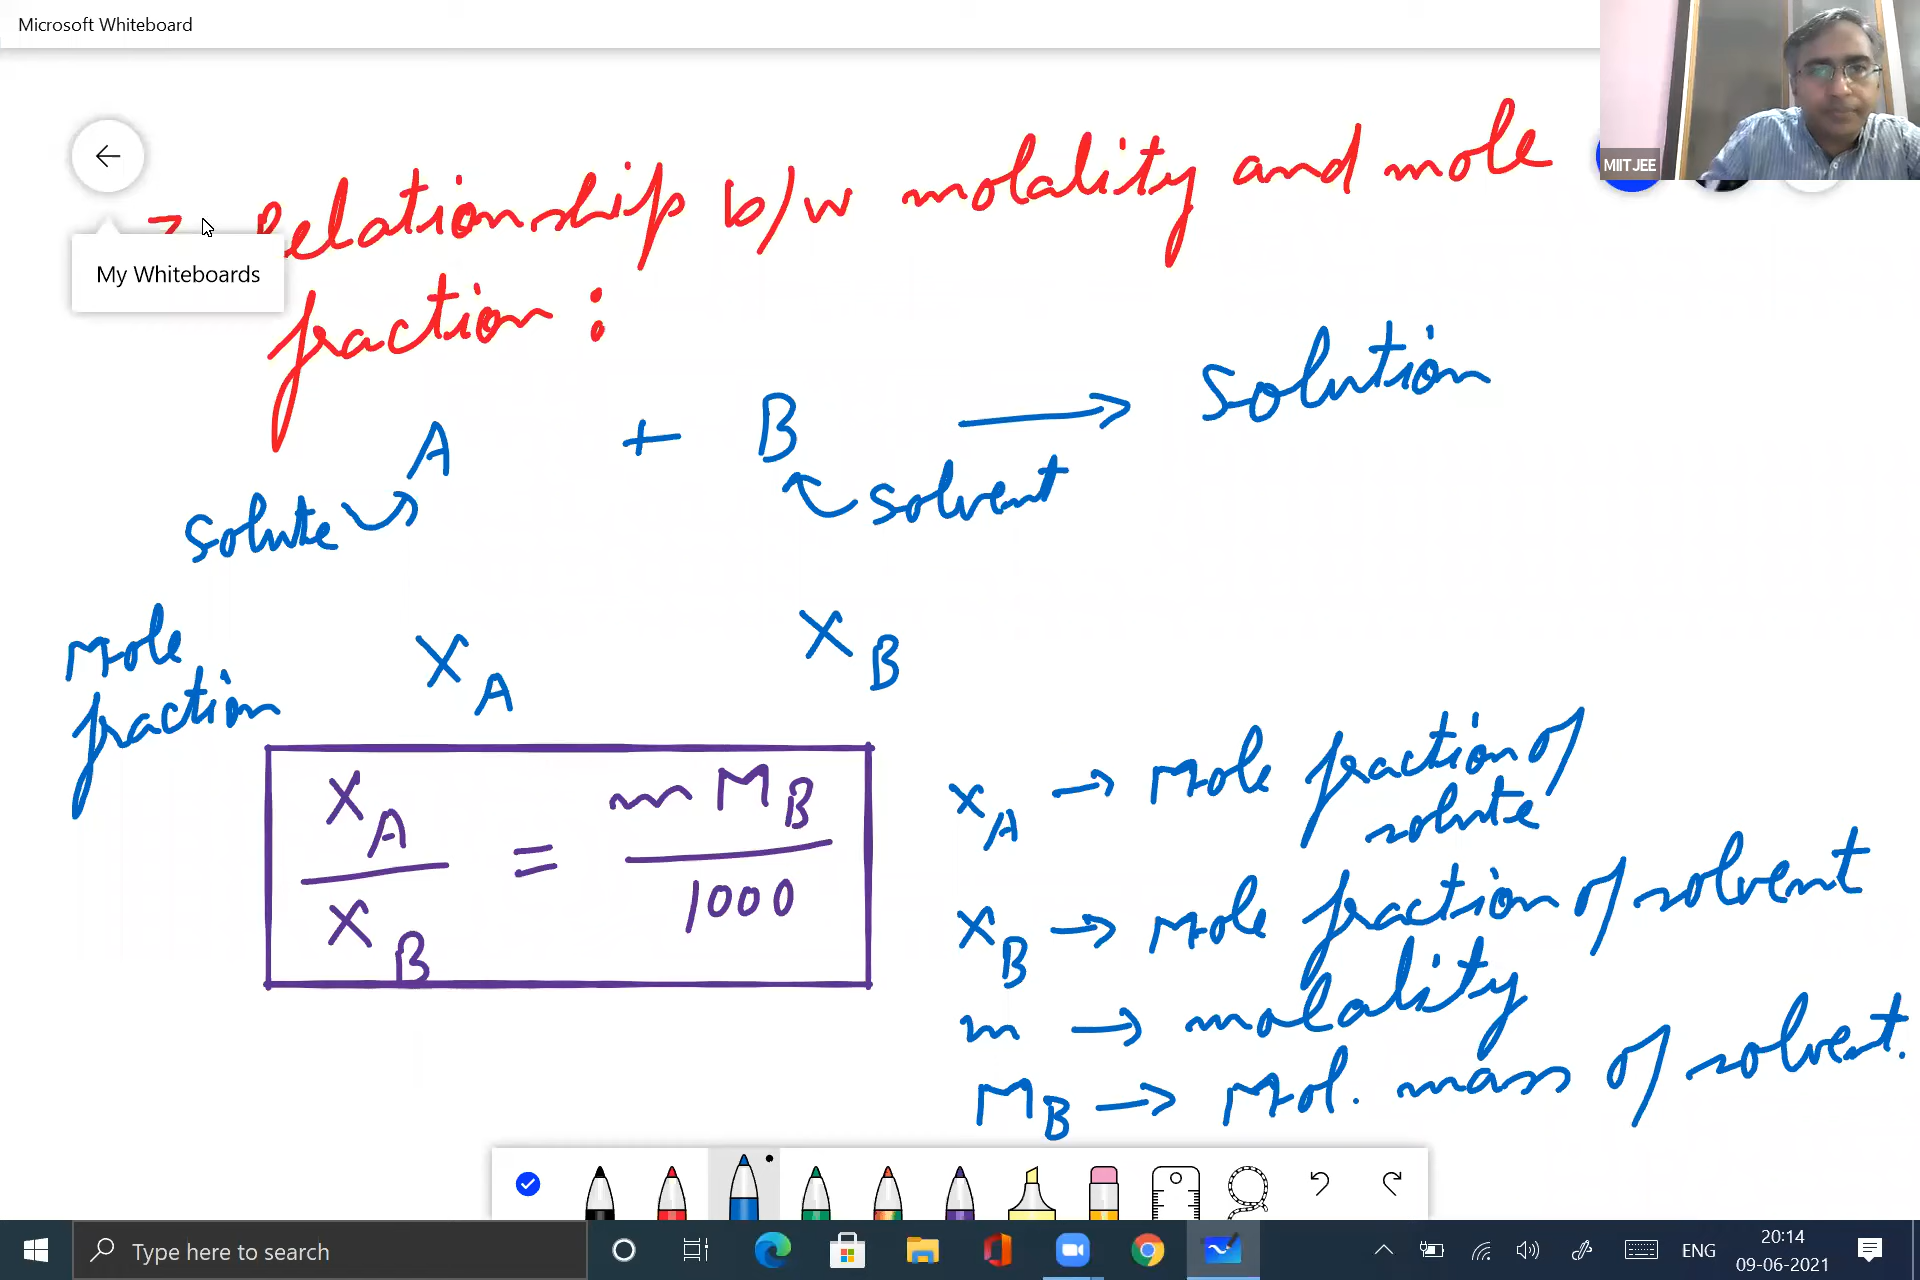 Microsoft Whiteboard
MIIT JEE
Relationship b/w molality and mole
fraction :
My Whiteboards
A + B → Solution
solute
solvent
Mole
fraction
X_A X_B
X_A / X_B = m M_B / 1000
x_A → Mole fraction of
solute
x_B → Mole fraction of solvent
m → molality
M_B → Mol. mass of solvent.
Type here to search
ENG
20:14
09-06-2021